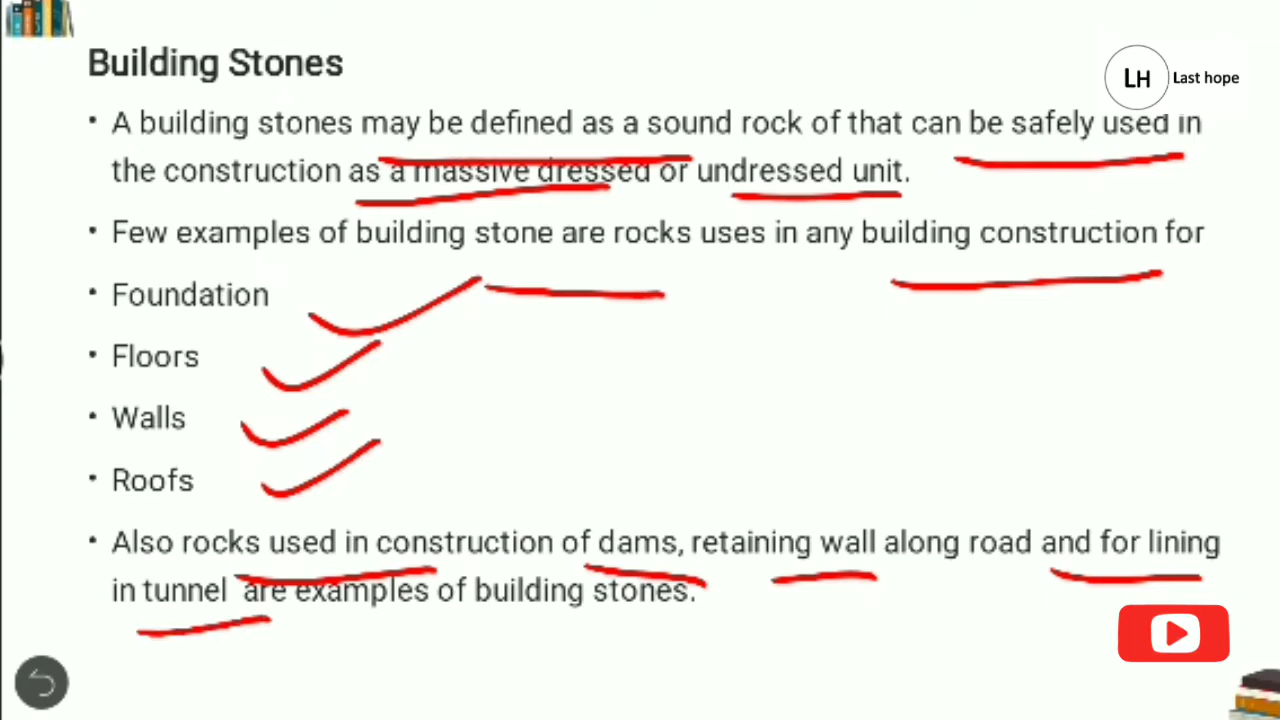 Building Stones
LH Last hope
• A building stones may be defined as a sound rock of that can be safely used in
the construction as a massive dressed or undressed unit.
• Few examples of building stone are rocks uses in any building construction for
• Foundation
• Floors
• Walls
• Roofs
• Also rocks used in construction of dams, retaining wall along road and for lining
in tunnel are examples of building stones.